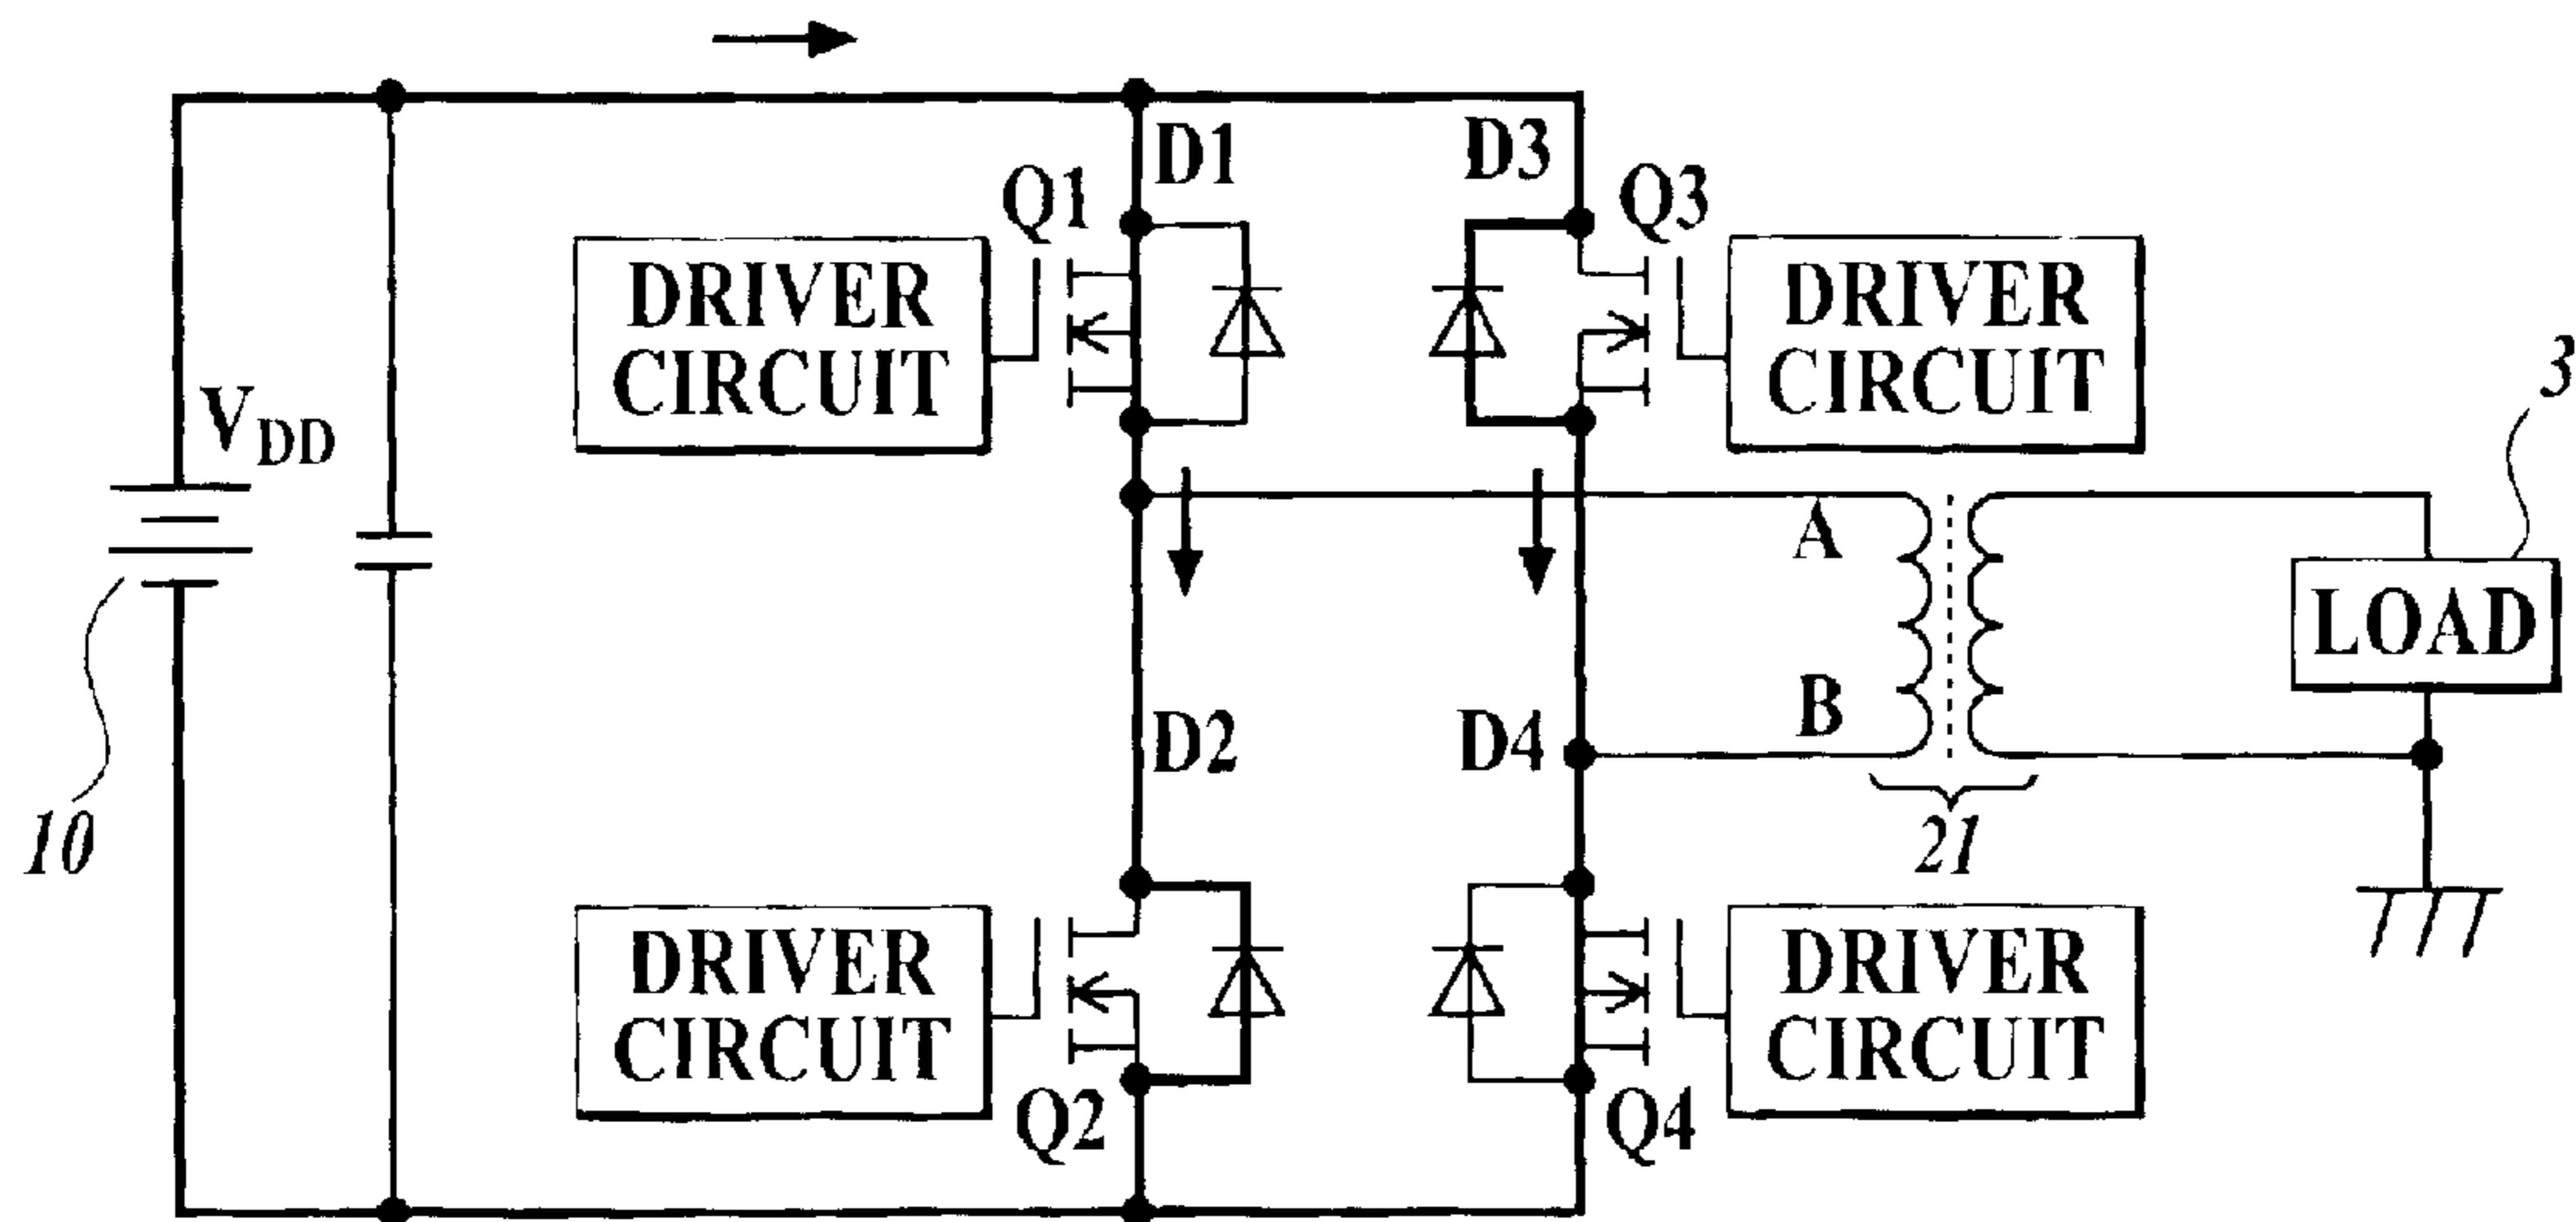 D1
D3
Q1
Q3
DRIVER
CIRCUIT
DRIVER
CIRCUIT
3
VDD
A
LOAD
B
D2
D4
10
21
DRIVER
CIRCUIT
DRIVER
CIRCUIT
Q2
Q4